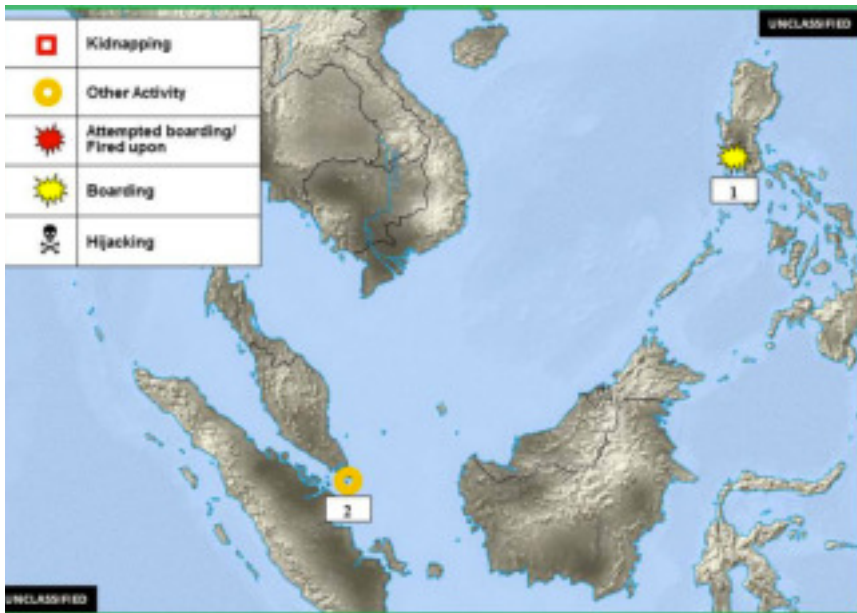 UNCLASSIFIED
Kidnapping
Other Activity
Attempted boarding/
Fired upon
Boarding
Hijacking
1
2
UNCLASSIFIED